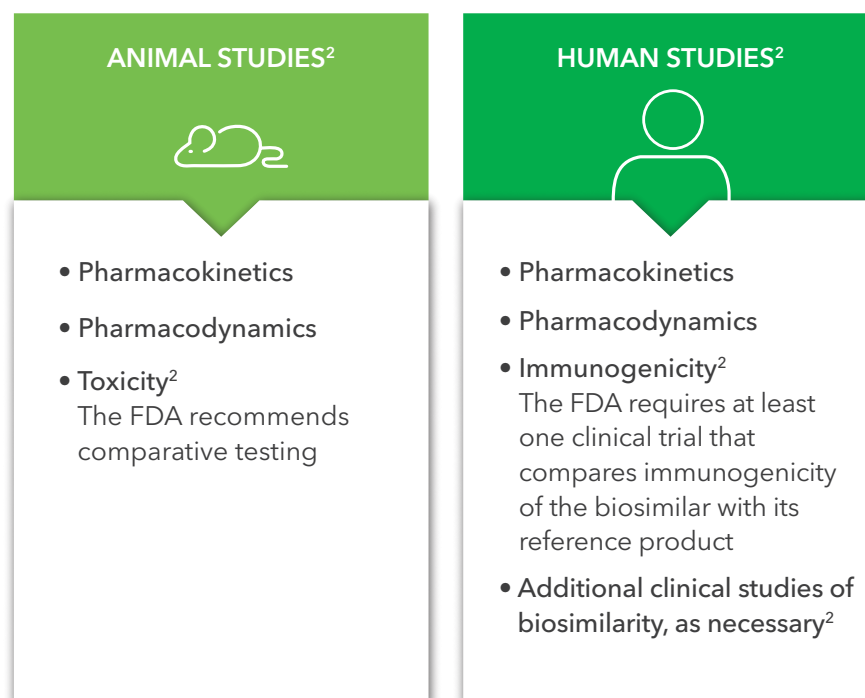 ANIMAL STUDIES²
• Pharmacokinetics
• Pharmacodynamics
• Toxicity²
The FDA recommends
comparative testing
HUMAN STUDIES²
• Pharmacokinetics
• Pharmacodynamics
• Immunogenicity²
The FDA requires at least
one clinical trial that
compares immunogenicity
of the biosimilar with its
reference product
• Additional clinical studies of
biosimilarity, as necessary²